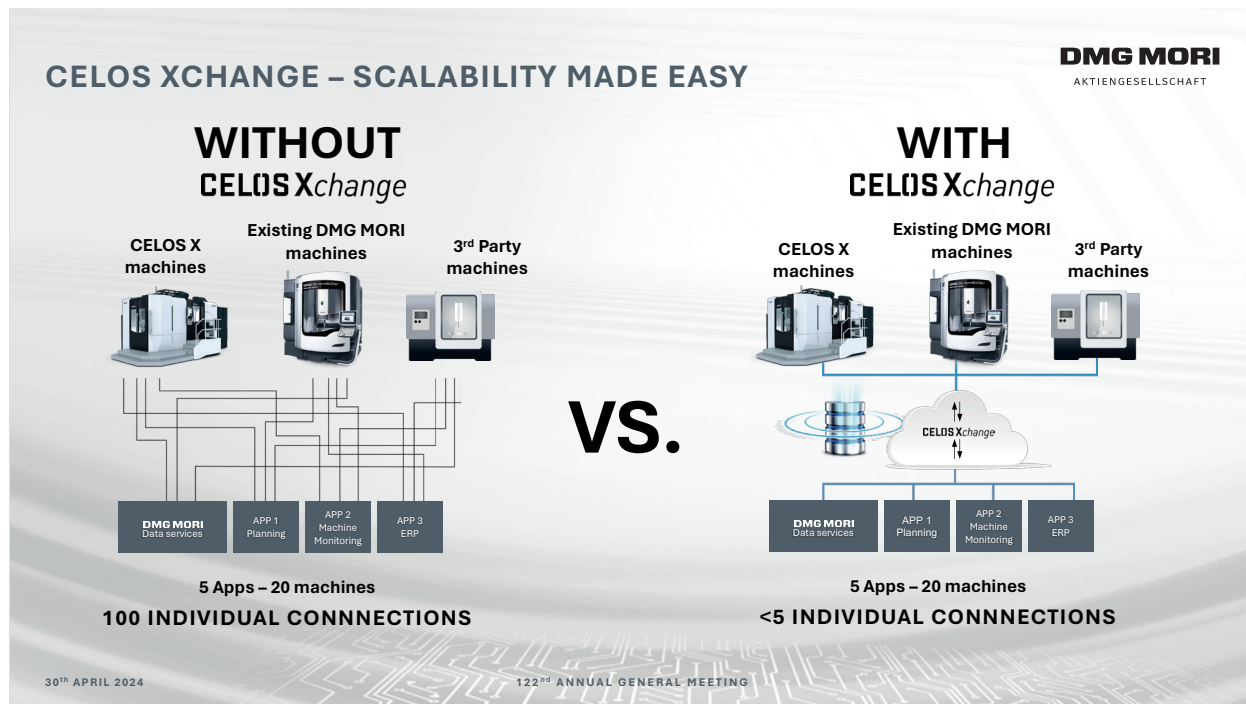 CELOS XCHANGE – SCALABILITY MADE EASY
DMG MORI
AKTIENGESELLSCHAFT
WITHOUT
CELOS Xchange
CELOS X
machines
Existing DMG MORI
machines
3rd Party
machines
DMG MORI
Data services
APP 1
Planning
APP 2
Machine
Monitoring
APP 3
ERP
5 Apps – 20 machines
100 INDIVIDUAL CONNNECTIONS
VS.
WITH
CELOS Xchange
CELOS X
machines
Existing DMG MORI
machines
3rd Party
machines
CELOS Xchange
DMG MORI
Data services
APP 1
Planning
APP 2
Machine
Monitoring
APP 3
ERP
5 Apps – 20 machines
<5 INDIVIDUAL CONNNECTIONS
30th APRIL 2024
122nd ANNUAL GENERAL MEETING